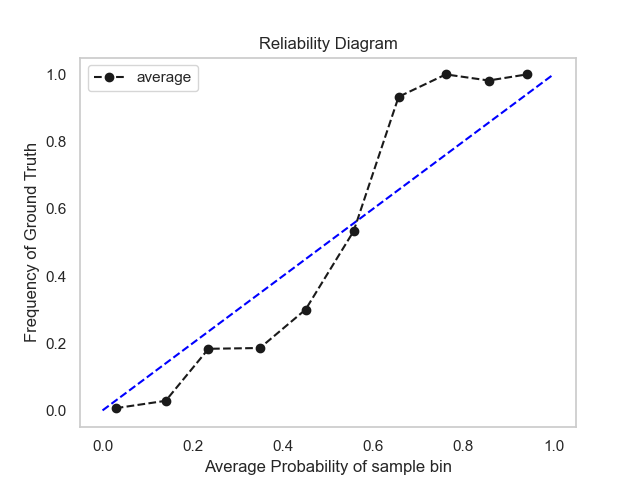 Reliability Diagram
average
Frequency of Ground Truth
1.0
0.8
0.6
0.4
0.2
0.0
0.0 0.2 0.4 0.6 0.8 1.0
Average Probability of sample bin